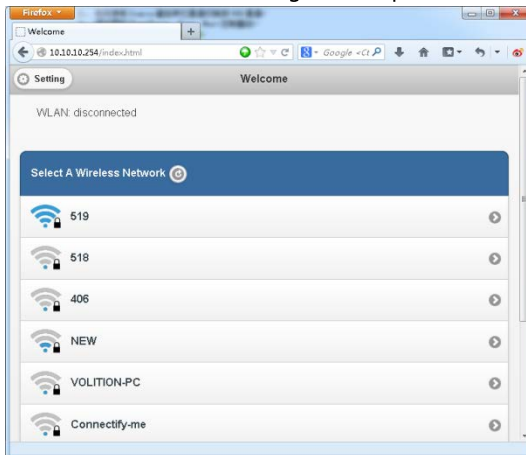 Firefox
Welcome
10.10.10.254/index.html
Google <Ct
Setting
Welcome
WLAN: disconnected
Select A Wireless Network
519
518
406
NEW
VOLITION-PC
Connectify-me